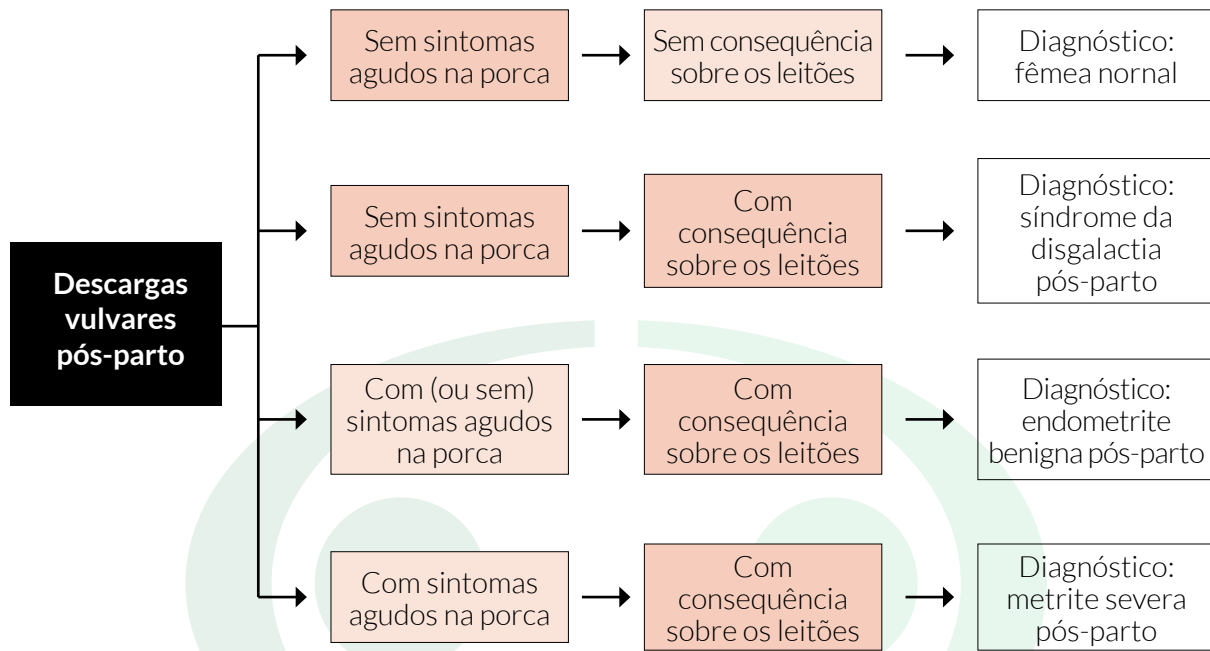 Descargas
vulvares
pós-parto
Sem sintomas
agudos na porca
Sem consequência
sobre os leitões
Diagnóstico:
fêmea nornal
Sem sintomas
agudos na porca
Com
consequência
sobre os leitões
Diagnóstico:
síndrome da
disgalactia
pós-parto
Com (ou sem)
sintomas agudos
na porca
Com
consequência
sobre os leitões
Diagnóstico:
endometrite
benigna pós-parto
Com sintomas
agudos na porca
Com
consequência
sobre os leitões
Diagnóstico:
metrite severa
pós-parto